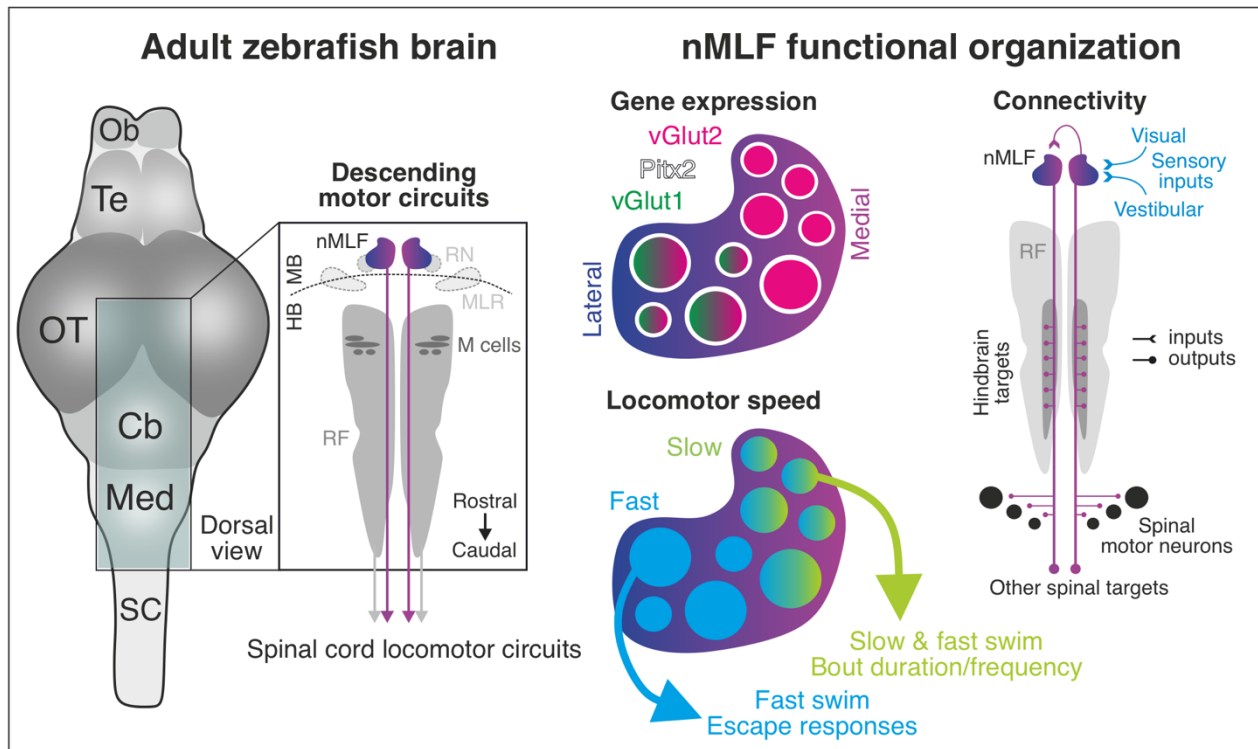 Adult zebrafish brain
Ob
Te
OT
Cb
Med
SC
Dorsal
view
Descending
motor circuits
nMLF
RN
MB
HB
MLR
M cells
RF
Rostral
Caudal
Spinal cord locomotor circuits
nMLF functional organization
Gene expression
vGlut2
Pitx2
vGlut1
Lateral
Medial
Locomotor speed
Slow
Fast
Slow & fast swim
Bout duration/frequency
Fast swim
Escape responses
Connectivity
nMLF
Visual
Sensory
inputs
Vestibular
RF
Hindbrain
targets
inputs
outputs
Spinal
motor neurons
Other spinal targets